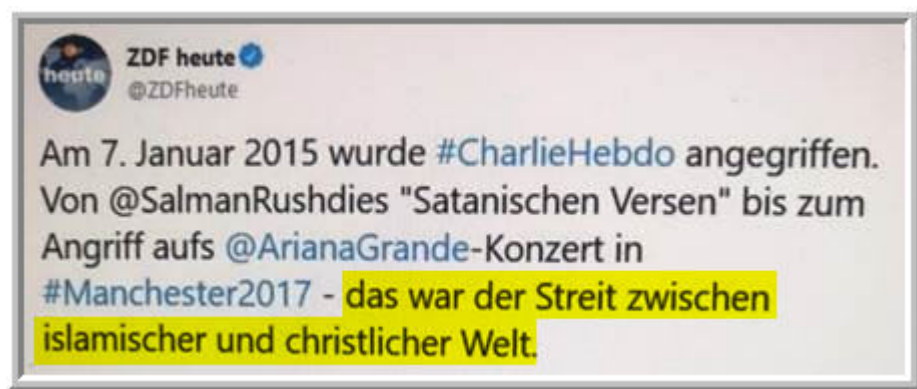 ZDF heute
@ZDFheute
heute
Am 7. Januar 2015 wurde #CharlieHebdo angegriffen.
Von @SalmanRushdies "Satanischen Versen" bis zum
Angriff aufs @ArianaGrande-Konzert in
#Manchester2017 - das war der Streit zwischen
islamischer und christlicher Welt.